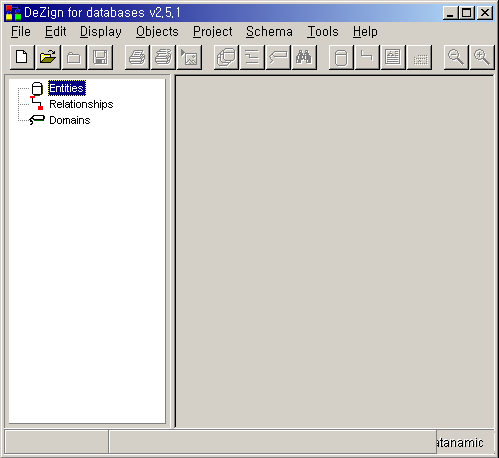 DeZign for databases v2.5.1
File Edit Display Objects Project Schema Tools Help
Entities
Relationships
Domains
atanamic